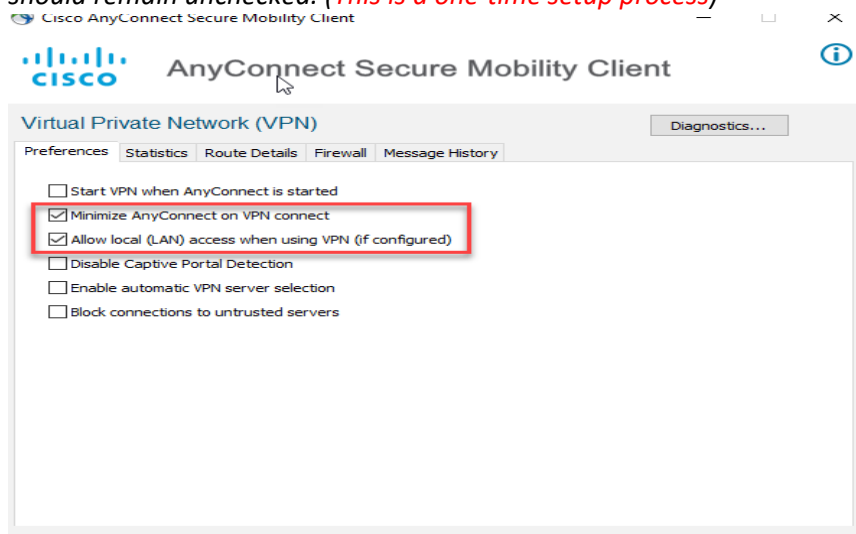 should remain unchecked. (This is a one-time setup process)
Cisco AnyConnect Secure Mobility Client
CISCO AnyConnect Secure Mobility Client
Virtual Private Network (VPN)
Diagnostics...
Preferences Statistics Route Details Firewall Message History
Start VPN when AnyConnect is started
Minimize AnyConnect on VPN connect
Allow local (LAN) access when using VPN (if configured)
Disable Captive Portal Detection
Enable automatic VPN server selection
Block connections to untrusted servers